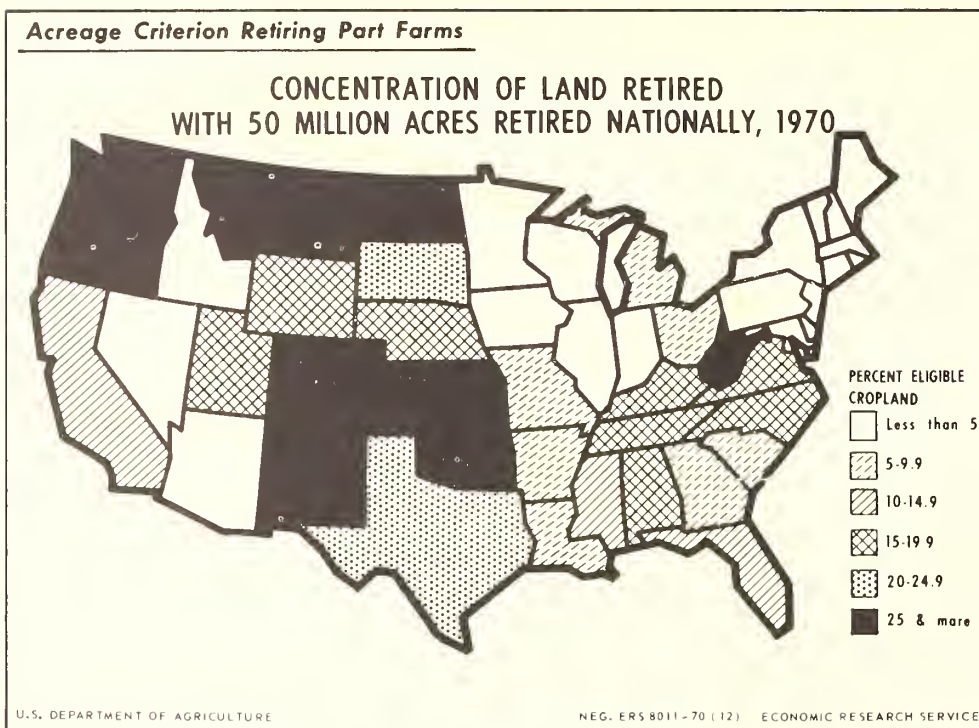 Acreage Criterion Retiring Part Farms
CONCENTRATION OF LAND RETIRED
WITH 50 MILLION ACRES RETIRED NATIONALLY, 1970
PERCENT ELIGIBLE
CROPLAND
Less than 5
5-9.9
10-14.9
15-19 9
20-24.9
25 & mare
U.S. DEPARTMENT OF AGRICULTURE
NEG. ERS 8011-70 (12) ECONOMIC RESEARCH SERVICE